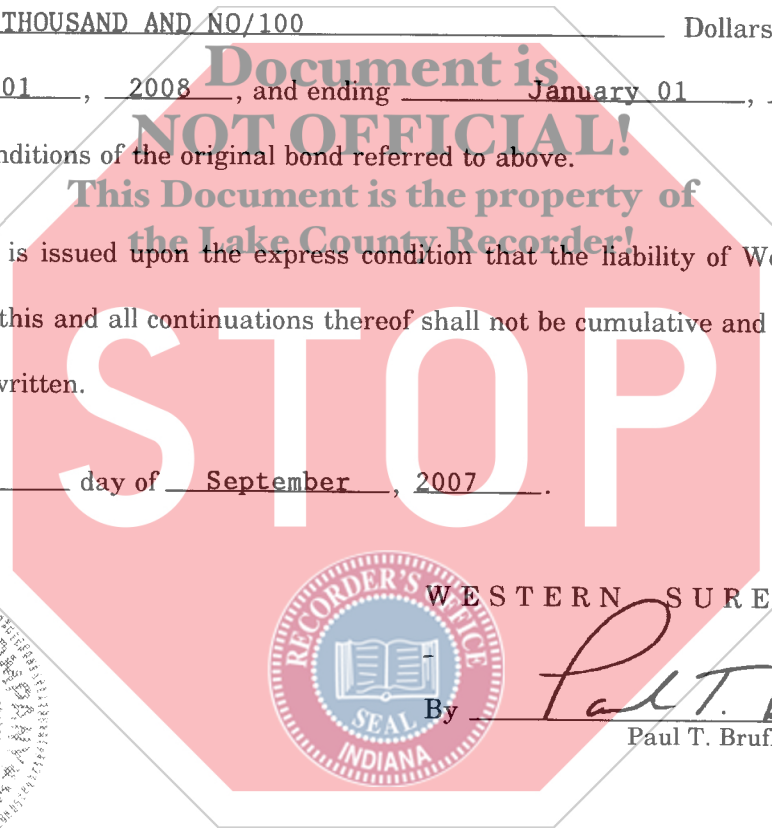 THOUSAND AND NO/100 Dollars
Document is
01 , 2008 , and ending January 01 ,
NOT OFFICIAL!
nditions of the original bond referred to above.
This Document is the property of
the Lake County Recorder!
is issued upon the express condition that the liability of We
this and all continuations thereof shall not be cumulative and
written.
STOP
day of September , 2007 .
RECORDER'S OFFICE
SEAL
INDIANA
WESTERN SURE
By Paul T.
Paul T. Bruf